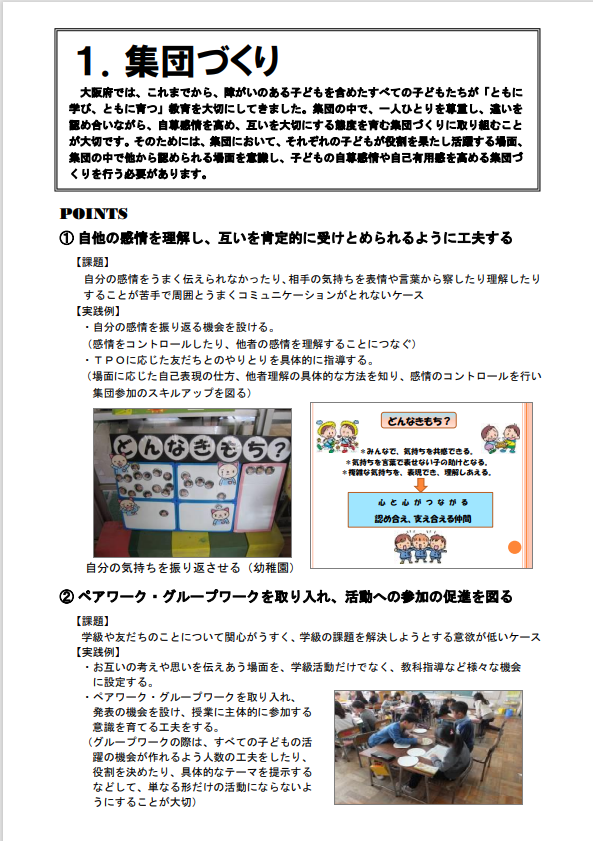 １．集団づくり
大阪府では、これまでから、障がいのある子どもを含めたすべての子どもたちが「ともに
学び、ともに育つ」教育を大切にしてきました。集団の中で、一人ひとりを尊重し、違いを
認め合いながら、自尊感情を高め、互いを大切にする態度を育む集団づくりに取り組むこと
が大切です。そのためには、集団において、それぞれの子どもが役割を果たし活躍する場面、
集団の中で他から認められる場面を意識し、子どもの自尊感情や自己有用感を高める集団づ
くりを行う必要があります。
POINTS
① 自他の感情を理解し、互いを肯定的に受けとめられるように工夫する
【課題】
自分の感情をうまく伝えられなかったり、相手の気持ちを表情や言葉から察したり理解したり
することが苦手で周囲とうまくコミュニケーションがとれないケース
【実践例】
・自分の感情を振り返る機会を設ける。
（感情をコントロールしたり、他者の感情を理解することにつなぐ）
・ＴＰＯに応じた友だちとのやりとりを具体的に指導する。
（場面に応じた自己表現の仕方、他者理解の具体的な方法を知り、感情のコントロールを行い
集団参加のスキルアップを図る）
どんなきもち？
どんなきもち？
＊みんなで、気持ちを共感できる。
＊気持ちを言葉で表せない子の助けとなる。
＊複雑な気持ちを、表現でき、理解しあえる。
心と心がつながる
認め合え、支え合える仲間
自分の気持ちを振り返させる（幼稚園）
② ペアワーク・グループワークを取り入れ、活動への参加の促進を図る
【課題】
学級や友だちのことについて関心がうすく、学級の課題を解決しようとする意欲が低いケース
【実践例】
・お互いの考えや思いを伝えあう場面を、学級活動だけでなく、教科指導など様々な機会
に設定する。
・ペアワーク・グループワークを取り入れ、
発表の機会を設け、授業に主体的に参加する
意識を育てる工夫をする。
（グループワークの際は、すべての子どもの活
躍の機会が作れるよう人数の工夫をしたり、
役割を決めたり、具体的なテーマを提示する
などして、単なる形だけの活動にならないよ
うにすることが大切）